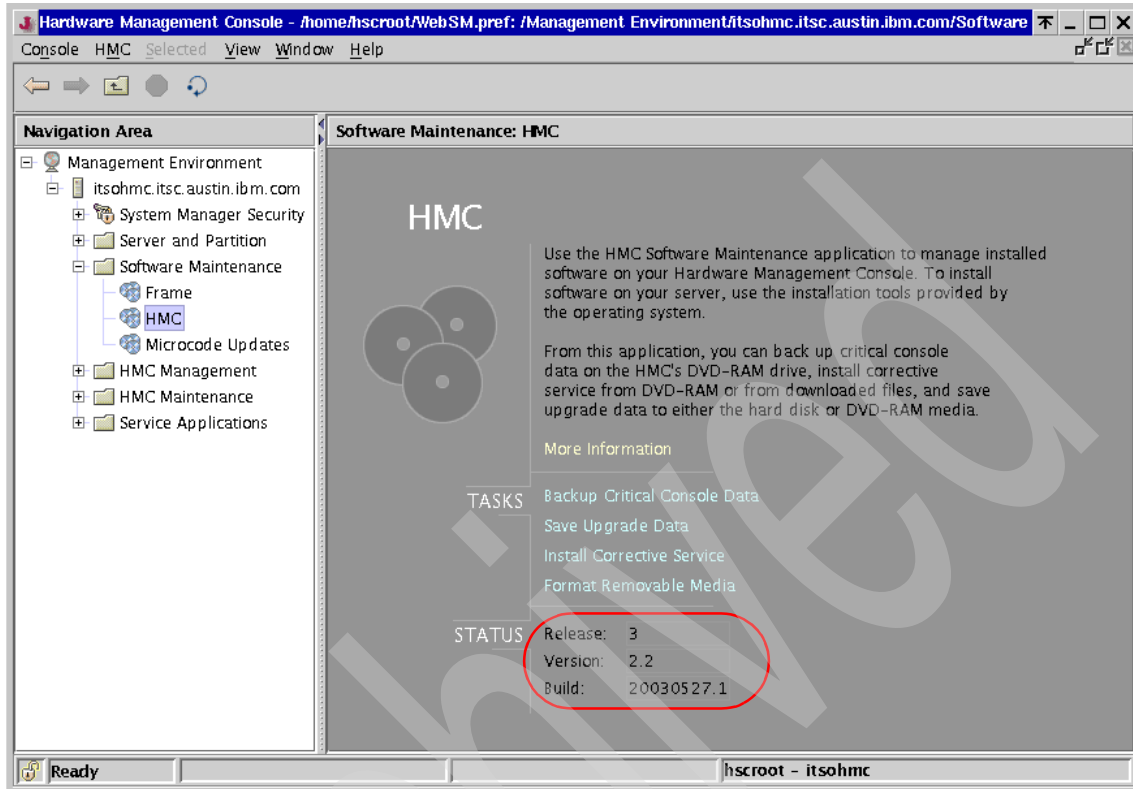 Hardware Management Console - /home/hscroot/WebSM.pref: /Management Environment/itsohmc.itsc.austin.ibm.com/Software
Console HMC Selected View Window Help
Navigation Area
Software Maintenance: HMC
Management Environment
itsohmc.itsc.austin.ibm.com
System Manager Security
Server and Partition
Software Maintenance
Frame
HMC
Microcode Updates
HMC Management
HMC Maintenance
Service Applications
HMC
Use the HMC Software Maintenance application to manage installed
software on your Hardware Management Console. To install
software on your server, use the installation tools provided by
the operating system.
From this application, you can back up critical console
data on the HMC's DVD-RAM drive, install corrective
service from DVD-RAM or from downloaded files, and save
upgrade data to either the hard disk or DVD-RAM media.
More Information
TASKS
Backup Critical Console Data
Save Upgrade Data
Install Corrective Service
Format Removable Media
STATUS
Release: 3
Version: 2.2
Build: 20030527.1
Ready
hscroot - itsohmc
hived